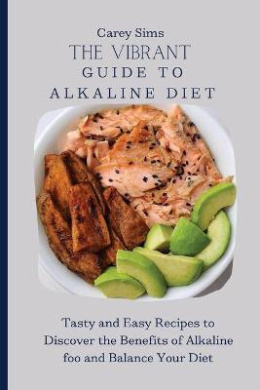 Carey Sims
THE VIBRANT
GUIDE TO
ALKALINE DIET
Tasty and Easy Recipes to
Discover the Benefits of Alkaline
foo and Balance Your Diet